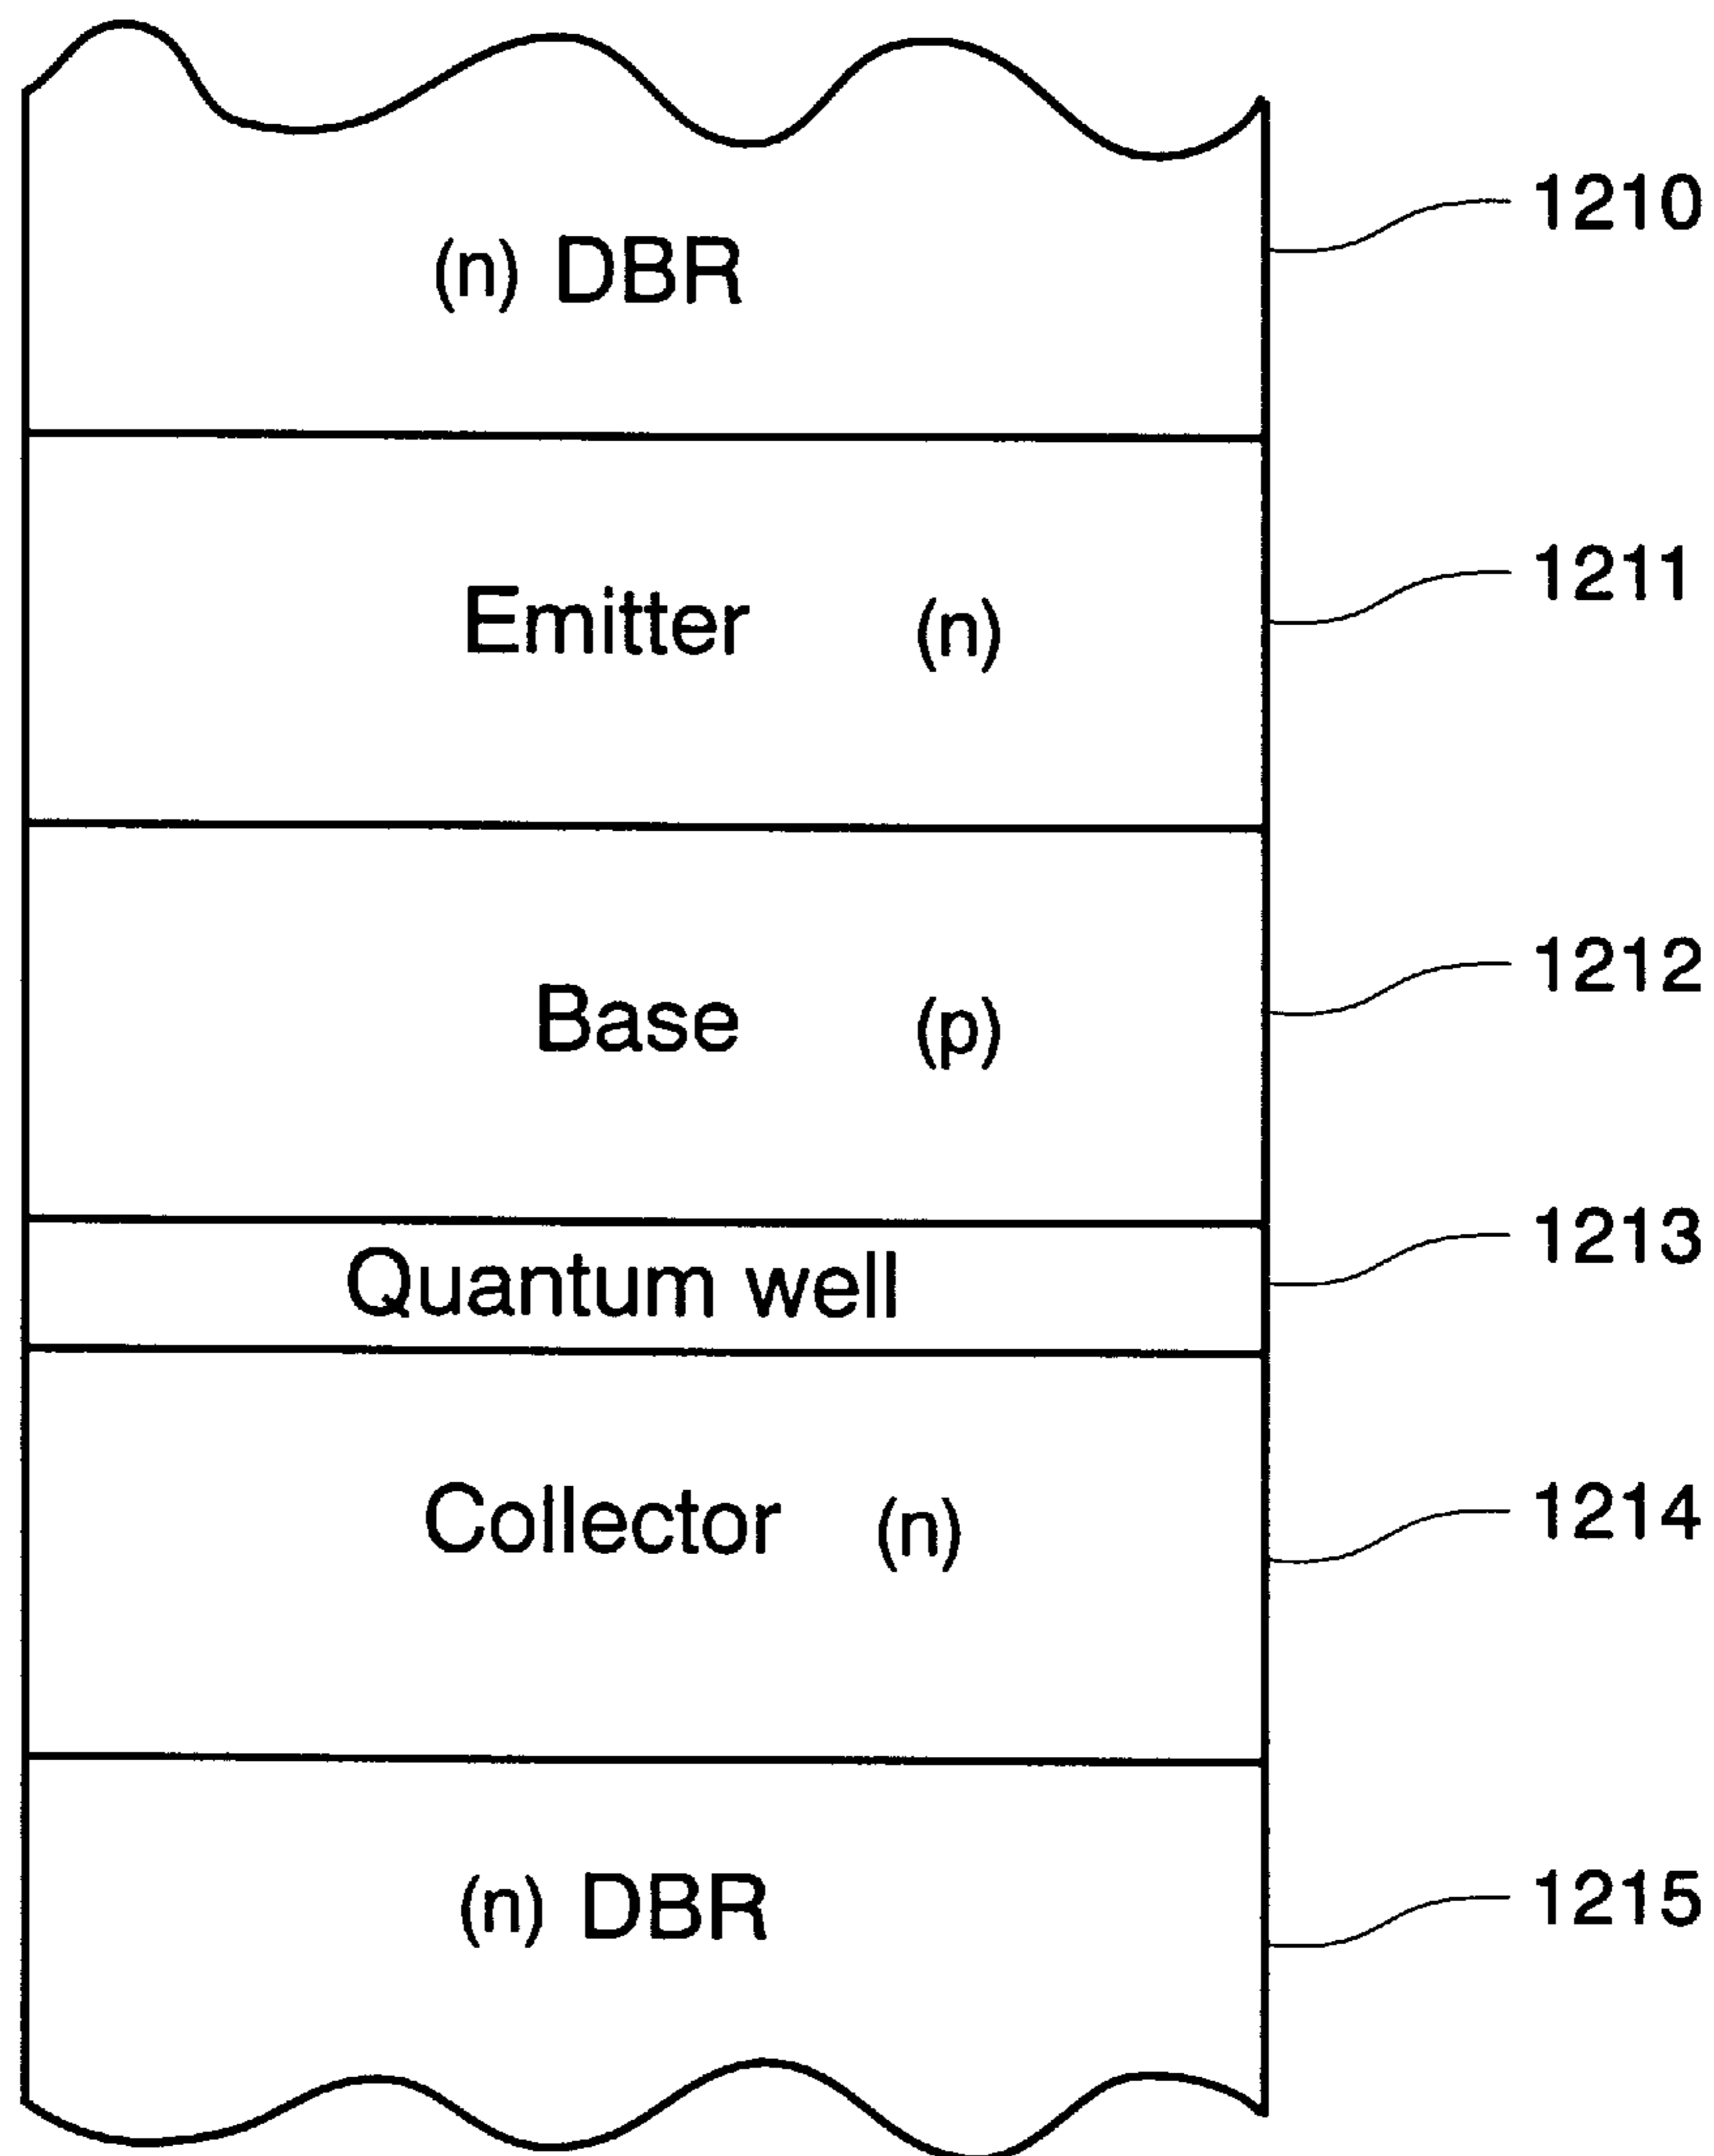 1210
(n) DBR
1211
Emitter (n)
1212
Base (p)
1213
Quantum well
1214
Collector (n)
1215
(n) DBR